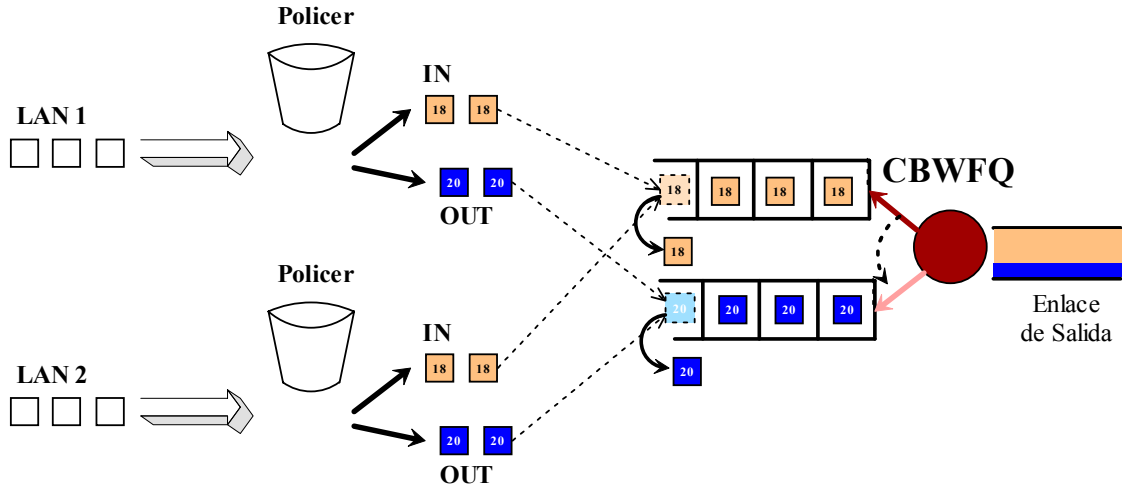 Policer
IN
18 18
LAN 1
20 20
OUT
18 18 18 18
CBWFQ
18
Policer
20 20 20 20
Enlace
de Salida
IN
18 18
20
LAN 2
20 20
OUT